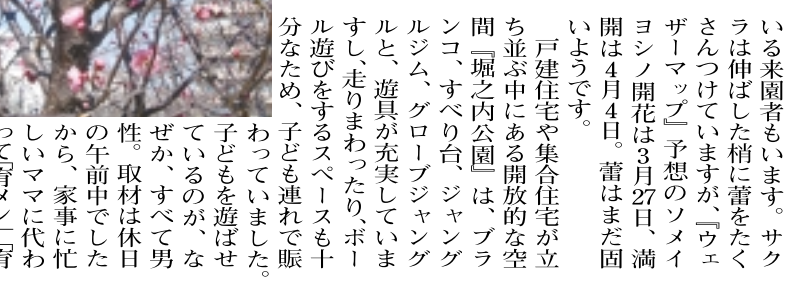 いる来園者もいます。サク
ラは伸ばした梢に蕾をたく
さんつけていますが、『ウェ
ザーマップ』予想のソメイ
ヨシノ開花は3月27日、満
開は4月4日。蕾はまだ固
いようです。
戸建住宅や集合住宅が立
ち並ぶ中にある開放的な空
間『堀之内公園』は、ブラ
ンコ、すべり台、ジャング
ルジム、グローブジャング
ルと、遊具が充実していま
すし、走りまわったり、ボー
ル遊びをするスペースも十
分なため、子ども連れで賑
わっていました。
子どもを遊ばせ
ているのが、な
ぜか、すべて男
性。取材は休日
の午前中でした
から、家事に忙
しいママに代わ
って「育メン」「育